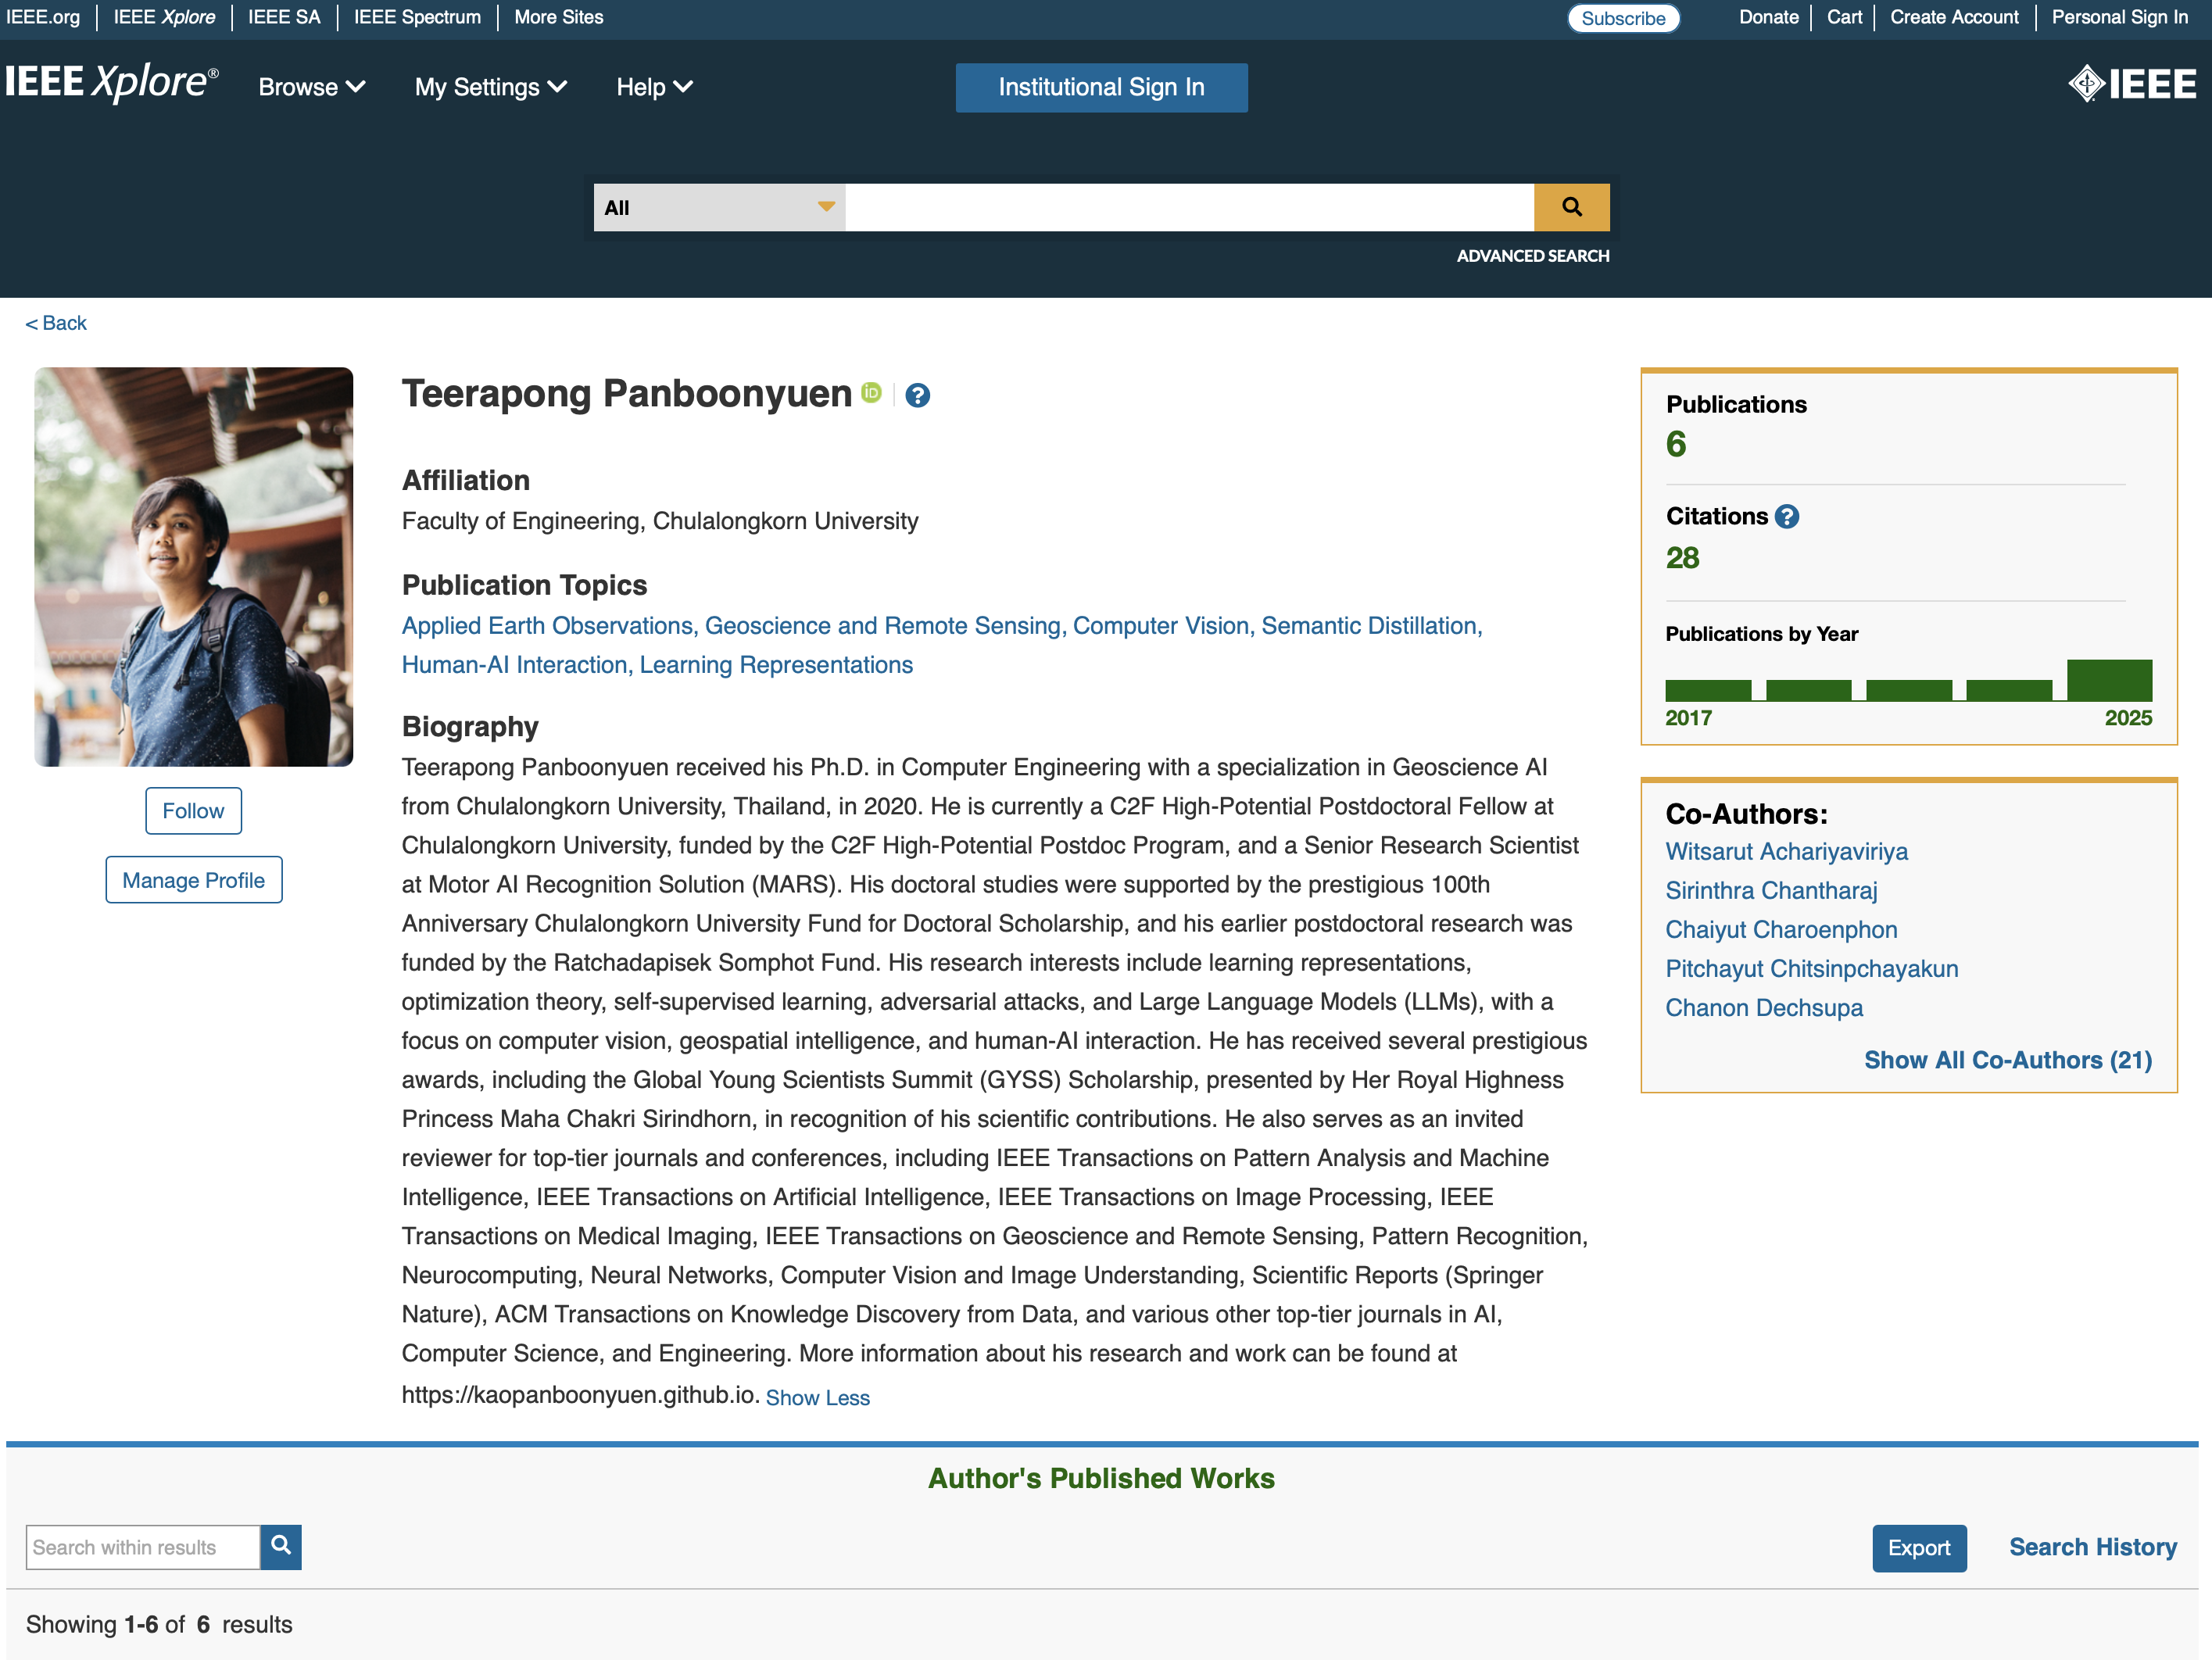 IEEE.org IEEE Xplore IEEE SA IEEE Spectrum More Sites Subscribe Donate Cart Create Account Personal Sign In
IEEE Xplore® Browse My Settings Help Institutional Sign In IEEE
All
ADVANCED SEARCH
< Back
Teerapong Panboonyuen iD ?
Affiliation
Faculty of Engineering, Chulalongkorn University
Publication Topics
Applied Earth Observations, Geoscience and Remote Sensing, Computer Vision, Semantic Distillation,
Human-AI Interaction, Learning Representations
Biography
Teerapong Panboonyuen received his Ph.D. in Computer Engineering with a specialization in Geoscience AI
from Chulalongkorn University, Thailand, in 2020. He is currently a C2F High-Potential Postdoctoral Fellow at
Chulalongkorn University, funded by the C2F High-Potential Postdoc Program, and a Senior Research Scientist
at Motor AI Recognition Solution (MARS). His doctoral studies were supported by the prestigious 100th
Anniversary Chulalongkorn University Fund for Doctoral Scholarship, and his earlier postdoctoral research was
funded by the Ratchadapisek Somphot Fund. His research interests include learning representations,
optimization theory, self-supervised learning, adversarial attacks, and Large Language Models (LLMs), with a
focus on computer vision, geospatial intelligence, and human-AI interaction. He has received several prestigious
awards, including the Global Young Scientists Summit (GYSS) Scholarship, presented by Her Royal Highness
Princess Maha Chakri Sirindhorn, in recognition of his scientific contributions. He also serves as an invited
reviewer for top-tier journals and conferences, including IEEE Transactions on Pattern Analysis and Machine
Intelligence, IEEE Transactions on Artificial Intelligence, IEEE Transactions on Image Processing, IEEE
Transactions on Medical Imaging, IEEE Transactions on Geoscience and Remote Sensing, Pattern Recognition,
Neurocomputing, Neural Networks, Computer Vision and Image Understanding, Scientific Reports (Springer
Nature), ACM Transactions on Knowledge Discovery from Data, and various other top-tier journals in AI,
Computer Science, and Engineering. More information about his research and work can be found at
https://kaopanboonyuen.github.io. Show Less
Follow
Manage Profile
Publications
6
Citations ?
28
Publications by Year
2017 2025
Co-Authors:
Witsarut Achariyaviriya
Sirinthra Chantharaj
Chaiyut Charoenphon
Pitchayut Chitsinpchayakun
Chanon Dechsupa
Show All Co-Authors (21)
Author's Published Works
Search within results Export Search History
Showing 1-6 of 6 results